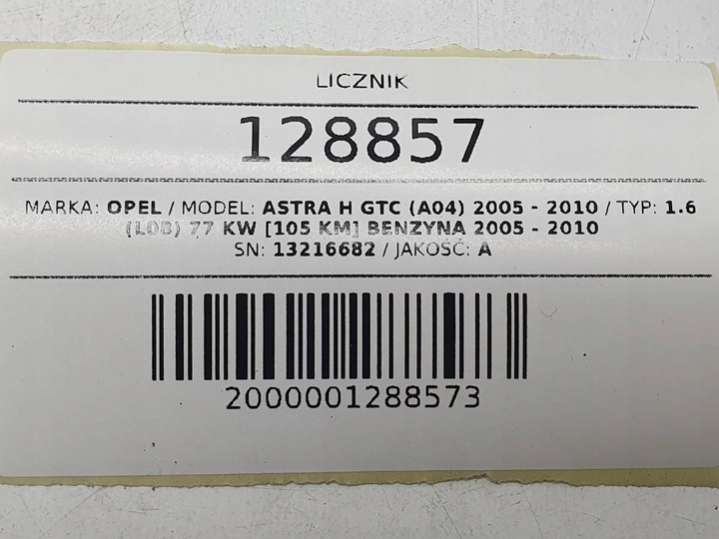 LICZNIK
128857
MARKA: OPEL / MODEL: ASTRA H GTC (A04) 2005 - 2010 / TYP: 1.6
(L08) 77 KW [105 KM] BENZYNA 2005 - 2010
SN: 13216682 / JAKOŚĆ: A
2000001288573